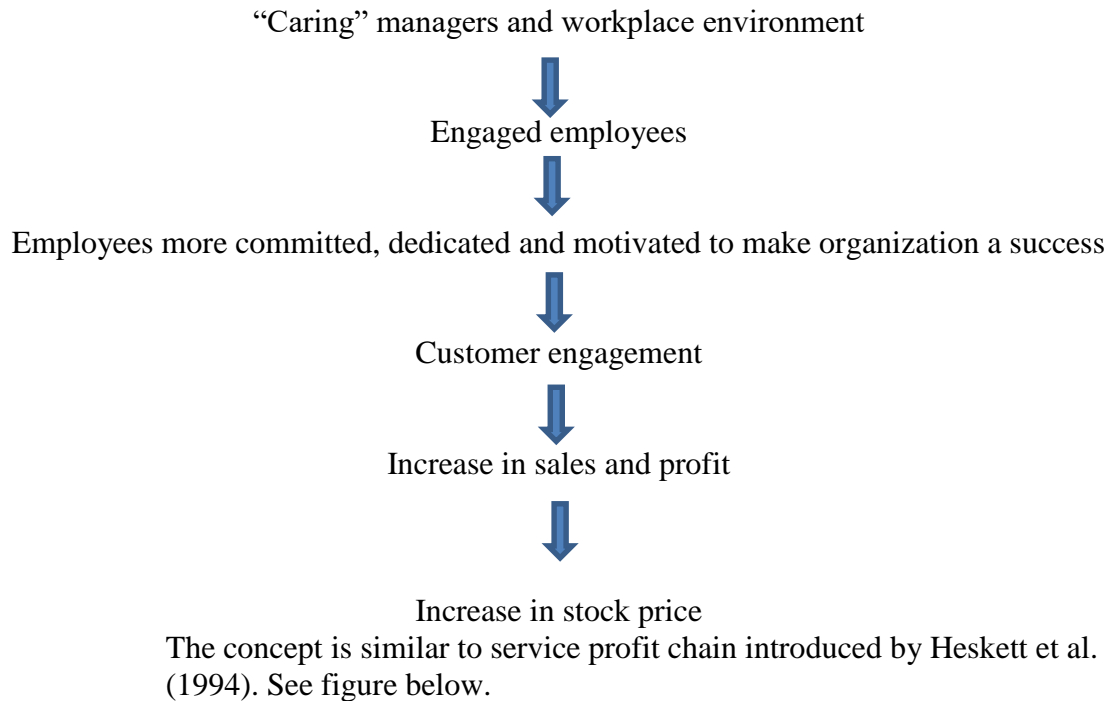 “Caring” managers and workplace environment
Engaged employees
Employees more committed, dedicated and motivated to make organization a success
Customer engagement
Increase in sales and profit
Increase in stock price
The concept is similar to service profit chain introduced by Heskett et al.
(1994). See figure below.